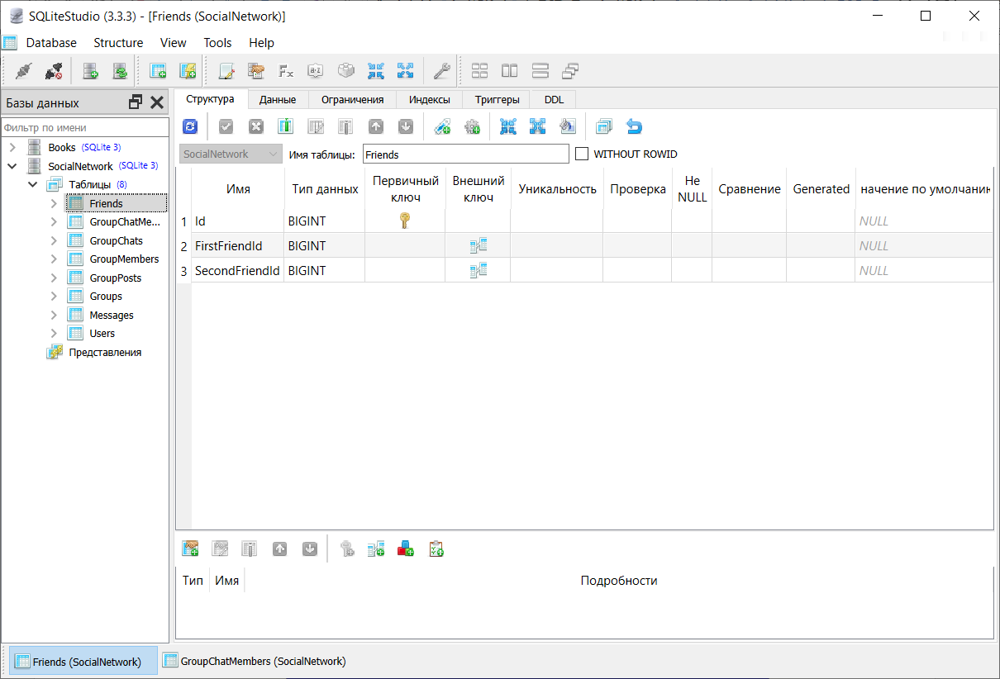 SQLiteStudio (3.3.3) - [Friends (SocialNetwork)]
Database Structure View Tools Help
Базы данных
Фильтр по имени
Books (SQLite 3)
SocialNetwork (SQLite 3)
Таблицы (8)
Friends
GroupChatMe...
GroupChats
GroupMembers
GroupPosts
Groups
Messages
Users
Представления
Структура Данные Ограничения Индексы Триггеры DDL
SocialNetwork Имя таблицы: Friends WITHOUT ROWID
Имя Тип данных Первичный ключ Внешний ключ Уникальность Проверка Не NULL Сравнение Generated начение по умолчаник
1 Id BIGINT NULL
2 FirstFriendId BIGINT NULL
3 SecondFriendId BIGINT NULL
Тип Имя Подробности
Friends (SocialNetwork) GroupChatMembers (SocialNetwork)